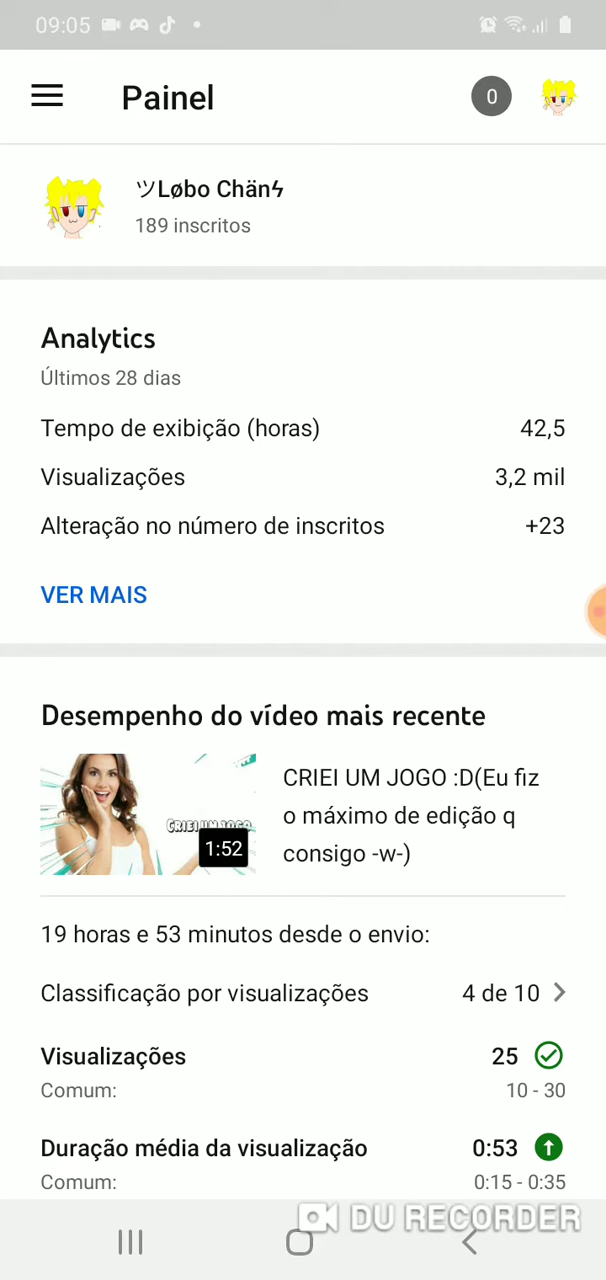 09:05
Painel
0
ツLøbo Chänϟ
189 inscritos
Analytics
Últimos 28 dias
Tempo de exibição (horas) 42,5
Visualizações 3,2 mil
Alteração no número de inscritos +23
VER MAIS
Desempenho do vídeo mais recente
CRIEI UM JOGO
1:52
CRIEI UM JOGO :D(Eu fiz
o máximo de edição q
consigo -w-)
19 horas e 53 minutos desde o envio:
Classificação por visualizações 4 de 10
Visualizações 25
Comum: 10 - 30
Duração média da visualização 0:53
Comum: 0:15 - 0:35
DU RECORDER